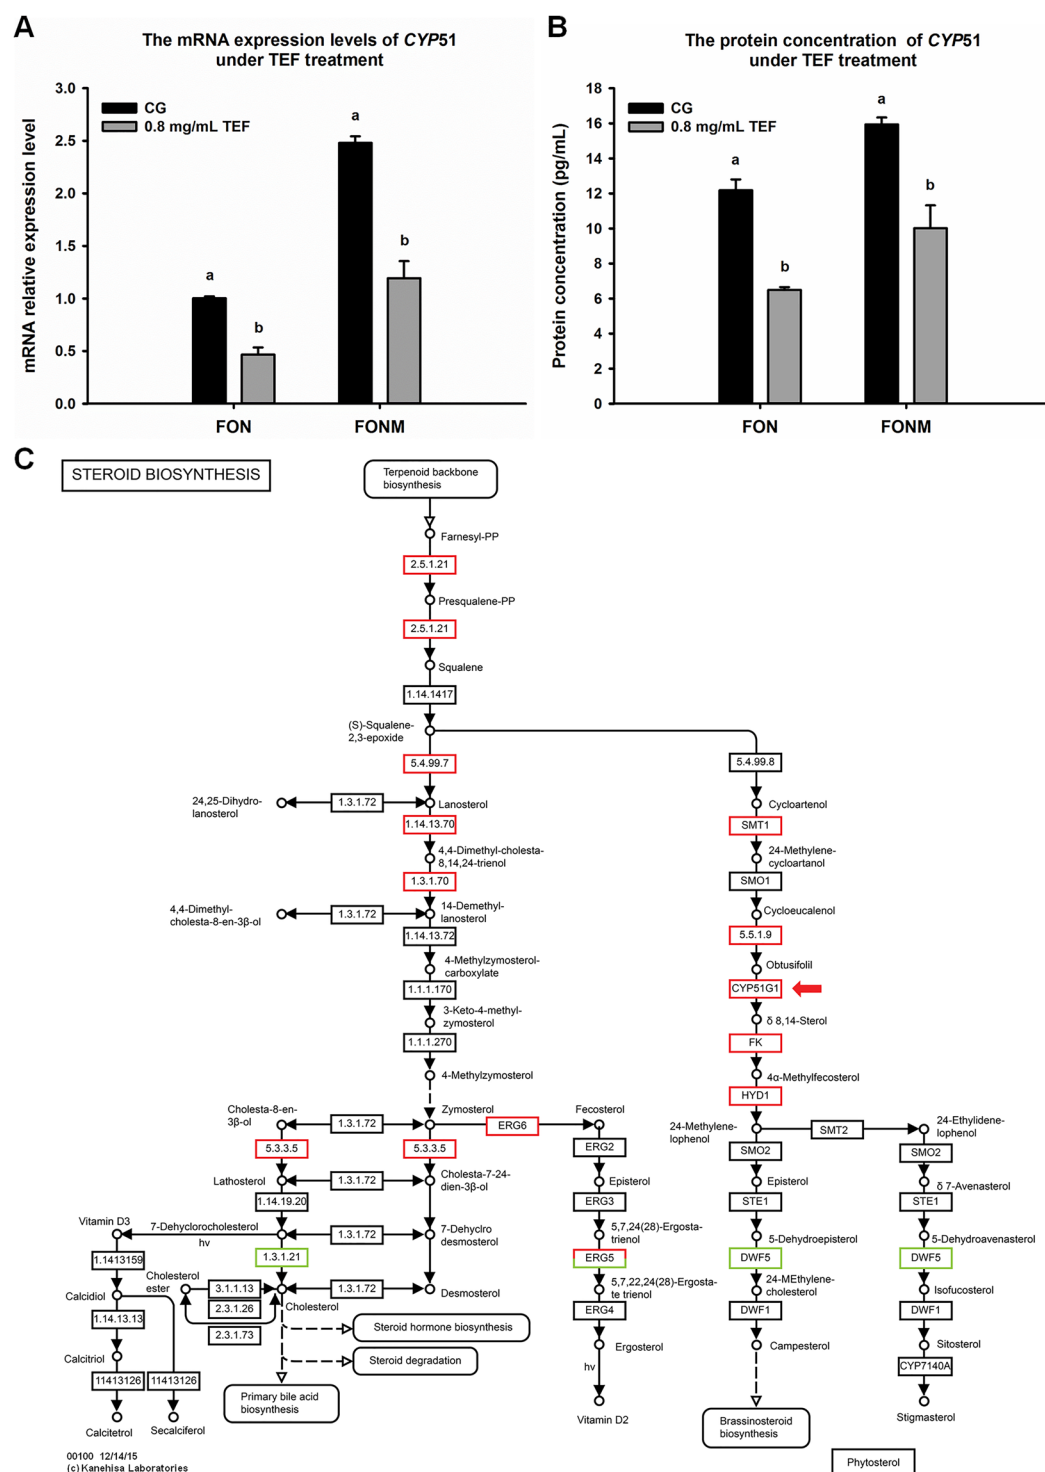 A
The mRNA expression levels of CYP51
under TEF treatment
3.0
2.5
2.0
1.5
1.0
0.5
0.0
mRNA relative expression level
CG
0.8 mg/mL TEF
a
b
a
b
FON
FONM
B
The protein concentration of CYP51
under TEF treatment
18
16
14
12
10
8
6
4
2
0
Protein concentration (pg/mL)
CG
0.8 mg/mL TEF
a
b
a
b
FON
FONM
C
STEROID BIOSYNTHESIS
Terpenoid backbone
biosynthesis
Farnesyl-PP
2.5.1.21
Presqualene-PP
2.5.1.21
Squalene
1.14.1417
(S)-Squalene-
2,3-epoxide
5.4.99.7
5.4.99.8
24,25-Dihydro-
lanosterol
1.3.1.72
Lanosterol
Cycloartenol
1.14.13.70
SMT1
4,4-Dimethyl-cholesta-
8,14,24-trienol
24-Methylene-
cycloartanol
1.3.1.70
SMO1
4,4-Dimethyl-
cholesta-8-en-3β-ol
1.3.1.72
14-Demethyl-
lanosterol
Cycloeucalenol
1.14.13.72
5.5.1.9
4-Methylzymosterol-
carboxylate
Obtusifolil
1.1.1.170
CYP51G1
3-Keto-4-methyl-
zymosterol
δ 8,14-Sterol
1.1.1.270
FK
4-Methylzymosterol
4α-Methylfecosterol
HYD1
Cholesta-8-en-
3β-ol
1.3.1.72
Zymosterol
ERG6
Fecosterol
24-Methylene-
lophenol
SMT2
24-Ethylidene-
lophenol
5.3.3.5
5.3.3.5
ERG2
SMO2
SMO2
Lathosterol
1.3.1.72
Cholesta-7-24-
dien-3β-ol
Episterol
Episterol
δ 7-Avenasterol
1.14.19.20
ERG3
STE1
STE1
Vitamin D3
7-Dehyclorocholesterol
hv
1.3.1.72
7-Dehyclro
desmosterol
5,7,24(28)-Ergosta-
trienol
5-Dehydroepisterol
5-Dehydroavenasterol
1.1413159
1.3.1.21
ERG5
DWF5
DWF5
Calcidiol
Cholesterol
ester
3.1.1.13
2.3.1.26
2.3.1.73
Cholesterol
1.3.1.72
Desmosterol
5,7,22,24(28)-Ergosta-
te trienol
24-MEthylene-
cholesterol
Isofucosterol
1.14.13.13
ERG4
DWF1
DWF1
Steroid hormone biosynthesis
Calcitriol
Steroid degradation
Ergosterol
Campesterol
Sitosterol
hv
CYP7140A
11413126
11413126
Primary bile acid
biosynthesis
Calcitetrol
Secalciferol
Vitamin D2
Brassinosteroid
biosynthesis
Stigmasterol
00100 12/14/15
(c) Kanehisa Laboratories
Phytosterol